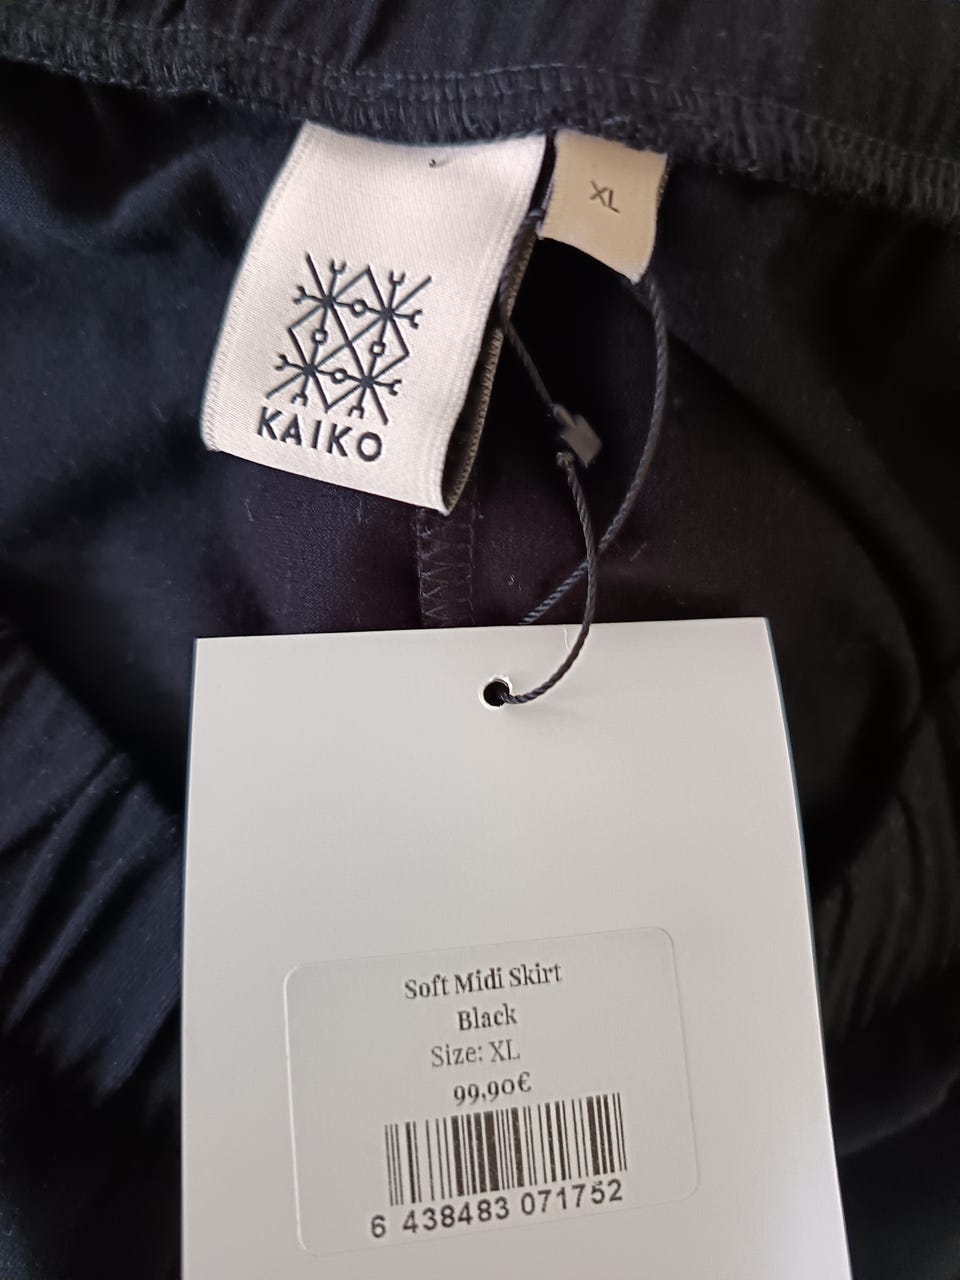 XL
KAIKO
Soft Midi Skirt
Black
Size: XL
99,90€
6 438483 071752